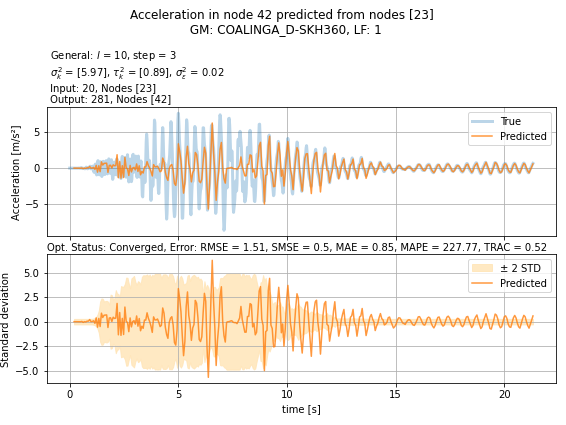 Acceleration in node 42 predicted from nodes [23]
GM: COALINGA_D-SKH360, LF: 1
General: l = 10, step = 3
σ²ₖ = [5.97], τ²ₖ = [0.89], σ²ε = 0.02
Input: 20, Nodes [23]
Output: 281, Nodes [42]
True
Predicted
Acceleration [m/s²]
5
0
−5
Opt. Status: Converged, Error: RMSE = 1.51, SMSE = 0.5, MAE = 0.85, MAPE = 227.77, TRAC = 0.52
± 2 STD
Predicted
Standard deviation
5.0
2.5
0.0
−2.5
−5.0
0 5 10 15 20
time [s]